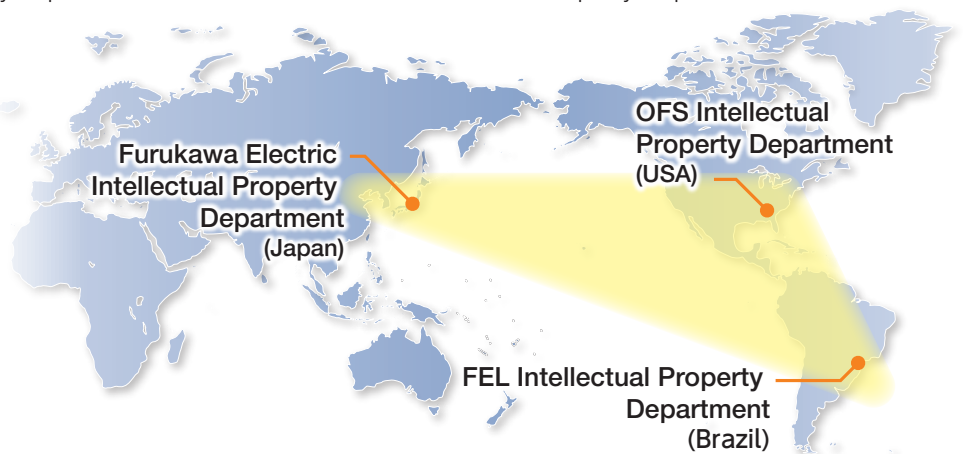 Furukawa Electric
Intellectual Property
Department
(Japan)
OFS Intellectual
Property Department
(USA)
FEL Intellectual Property
Department
(Brazil)